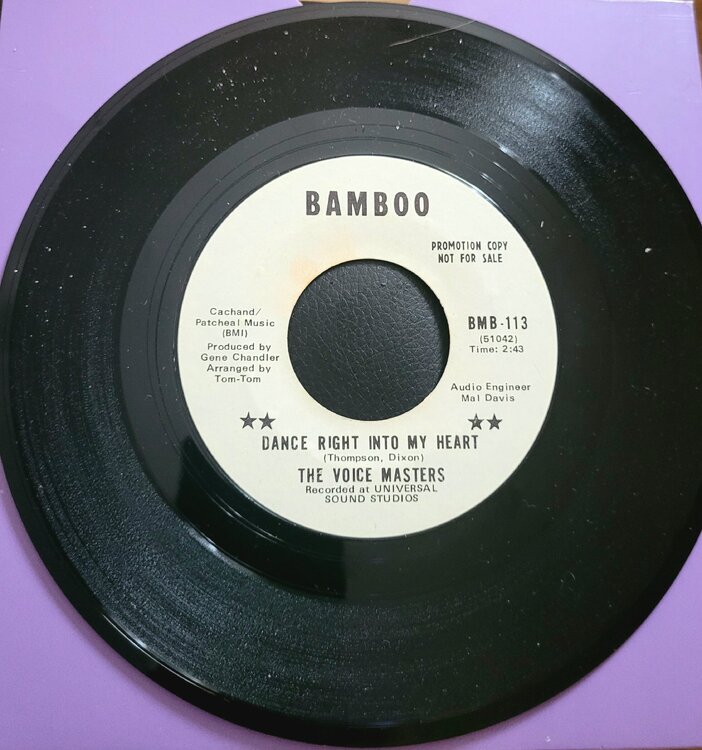 BAMBOO
PROMOTION COPY
NOT FOR SALE
Cachand/
Patcheal Music
(BMI)
Produced by
Gene Chandler
Arranged by
Tom-Tom
BMB-113
(51042)
Time: 2:43
Audio Engineer
Mal Davis
★★ ★★
DANCE RIGHT INTO MY HEART
(Thompson, Dixon)
THE VOICE MASTERS
Recorded at UNIVERSAL
SOUND STUDIOS